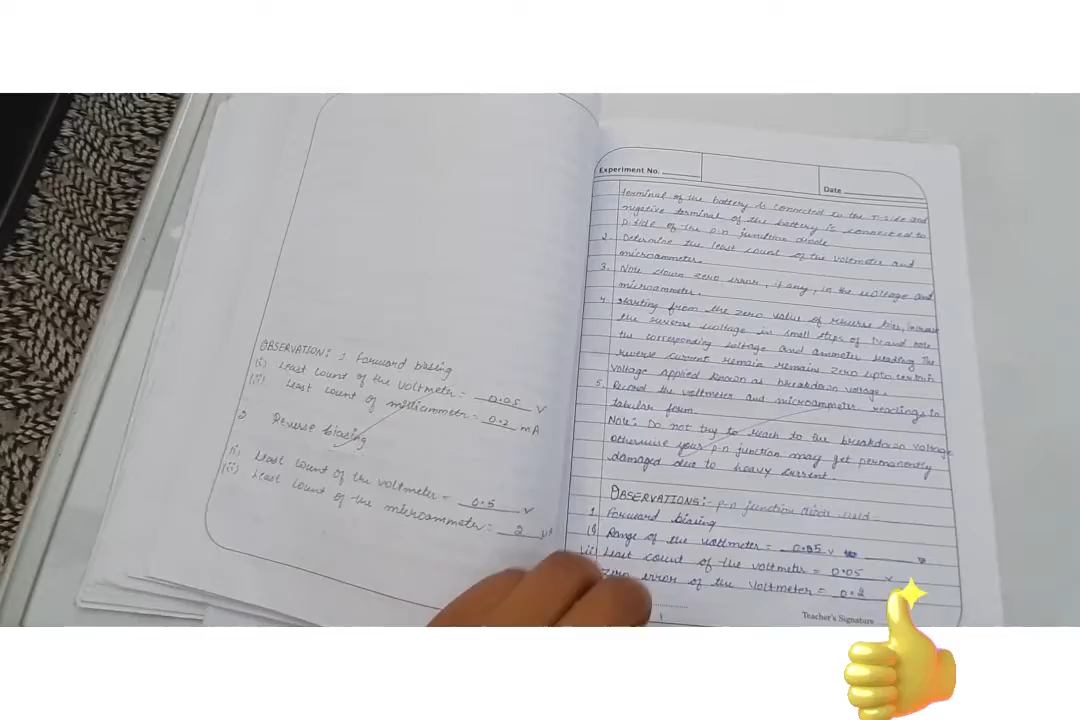 OBSERVATION: 1 Forward biasing
(i) Least count of the voltmeter = 0.05 V
(ii) Least count of milliammeter = 0.2 mA
2 Reverse biasing
(i) Least count of the voltmeter = 0.5 V
(ii) Least count of the microammeter = 2 μA
Experiment No.
Date
terminal of the battery is connected to the n-side and
negative terminal of the battery is connected to
p-side of the p-n junction diode
2. Determine the least count of the voltmeter and
microammeter.
3. Note down zero error, if any, in the voltage and
microammeter.
4. Starting from the zero value of reverse bias, increase
the reverse voltage in small steps of and note
the corresponding voltage and ammeter reading. The
reverse current remain remain zero upto certain
voltage applied known as breakdown voltage.
5. Record the voltmeter and microammeter readings in
tabular form.
Note: Do not try to reach to the breakdown voltage
otherwise your p-n junction may get permanently
damaged due to heavy current.
OBSERVATIONS:- p-n junction diode used =
1 Forward biasing
(i) Range of the voltmeter = V
(ii) Least count of the voltmeter = 0.05 V
Zero error of the voltmeter = 0.2
Teacher's Signature